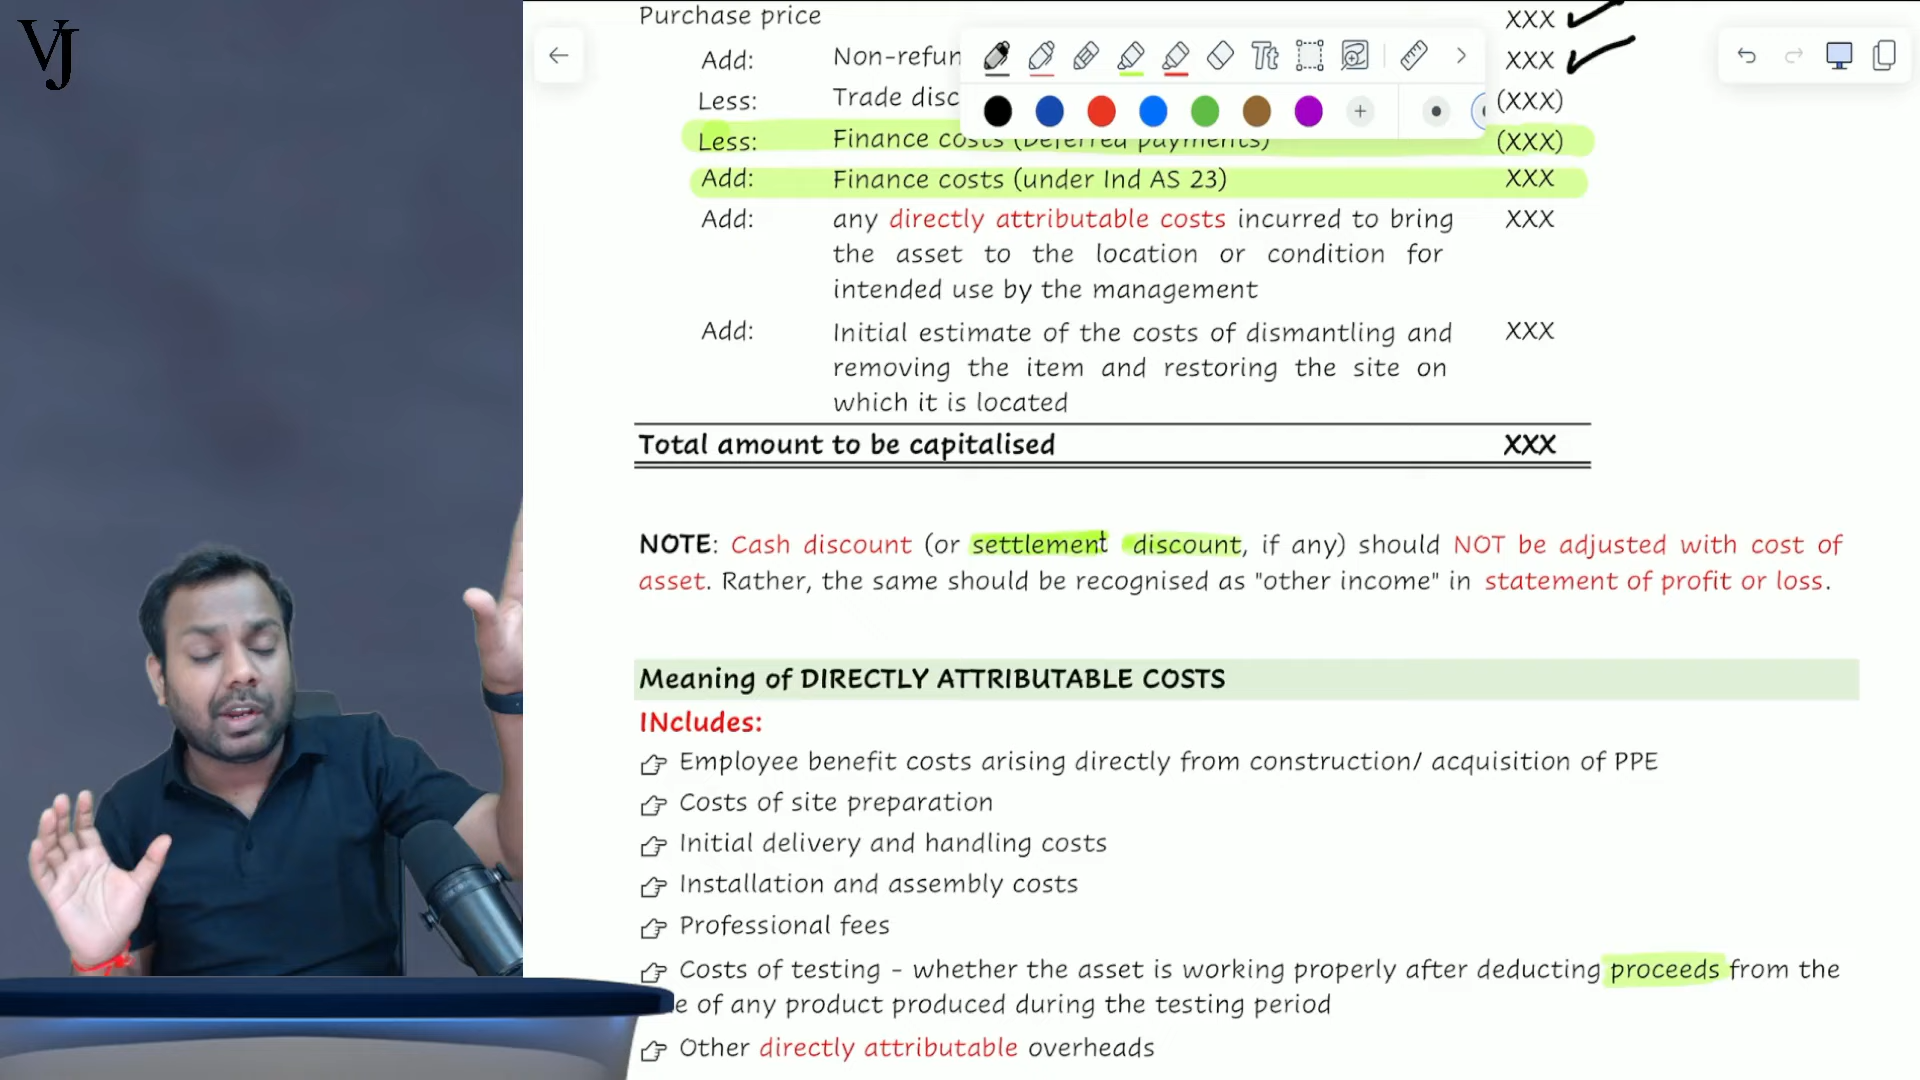 VJ
Purchase price XXX
Add: Non-refun XXX
Less: Trade disc (XXX)
Less: Finance costs (Deferred payments) (XXX)
Add: Finance costs (under Ind AS 23) XXX
Add: any directly attributable costs incurred to bring XXX
the asset to the location or condition for
intended use by the management
Add: Initial estimate of the costs of dismantling and XXX
removing the item and restoring the site on
which it is located
Total amount to be capitalised XXX
NOTE: Cash discount (or settlement discount, if any) should NOT be adjusted with cost of
asset. Rather, the same should be recognised as "other income" in statement of profit or loss.
Meaning of DIRECTLY ATTRIBUTABLE COSTS
INcludes:
Employee benefit costs arising directly from construction/ acquisition of PPE
Costs of site preparation
Initial delivery and handling costs
Installation and assembly costs
Professional fees
Costs of testing - whether the asset is working properly after deducting proceeds from the
e of any product produced during the testing period
Other directly attributable overheads